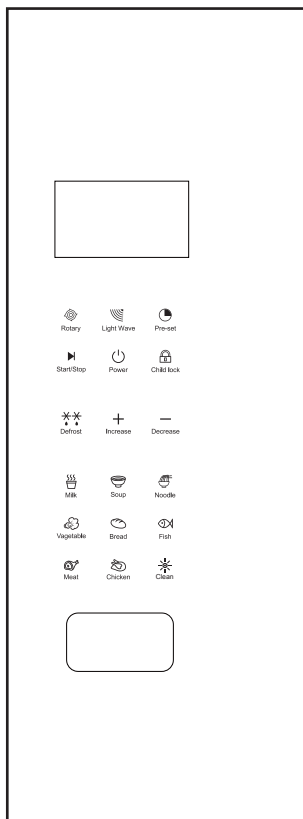 Rotary Light Wave Pre-set
Start/Stop Power Child lock
Defrost Increase Decrease
Milk Soup Noodle
Vagetable Bread Fish
Meat Chicken Clean